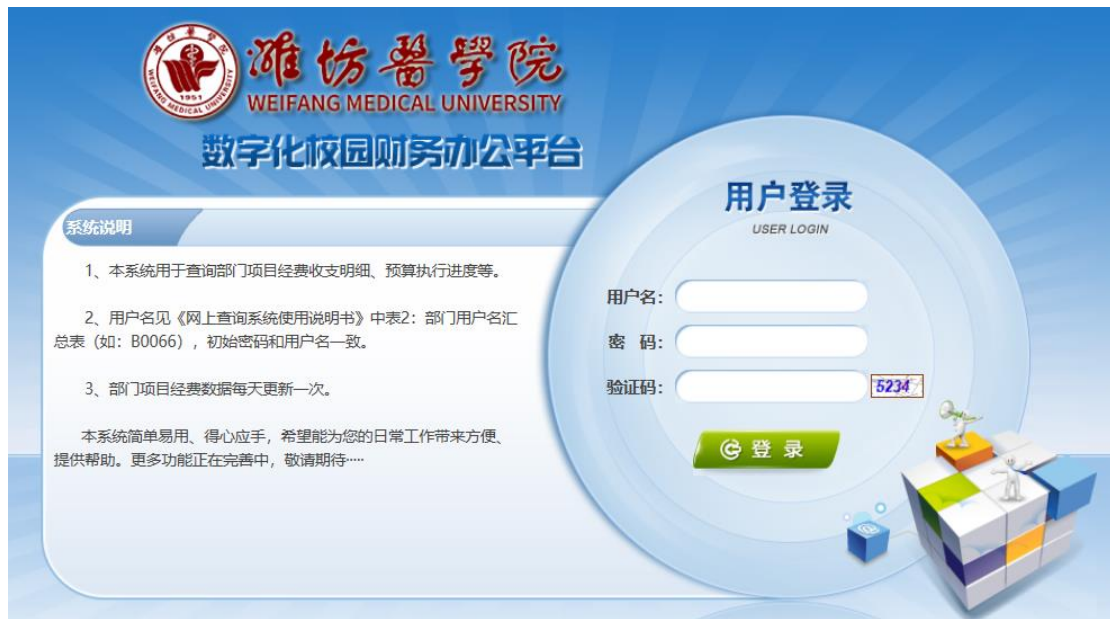 濰坊醫學院
WEIFANG MEDICAL UNIVERSITY
1951
WEIFANG MEDICAL UNIVERSITY
数字化校园财务办公平台
系统说明
1、本系统用于查询部门项目经费收支明细、预算执行进度等。
2、用户名见《网上查询系统使用说明书》中表2：部门用户名汇
总表（如：B0066），初始密码和用户名一致。
3、部门项目经费数据每天更新一次。
本系统简单易用、得心应手，希望能为您的日常工作带来方便、
提供帮助。更多功能正在完善中，敬请期待·····
用户登录
USER LOGIN
用户名：
密 码：
验证码：
5234
登 录
@